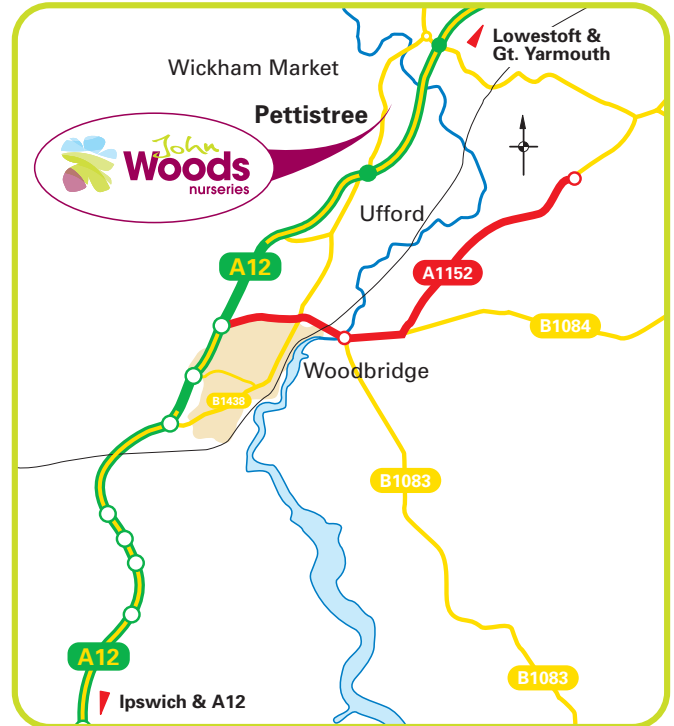 Lowestoft &
Gt. Yarmouth
Wickham Market
Pettistree
John
Woods
nurseries
Ufford
A12
A1152
B1084
Woodbridge
B1438
B1083
A12
B1083
Ipswich & A12